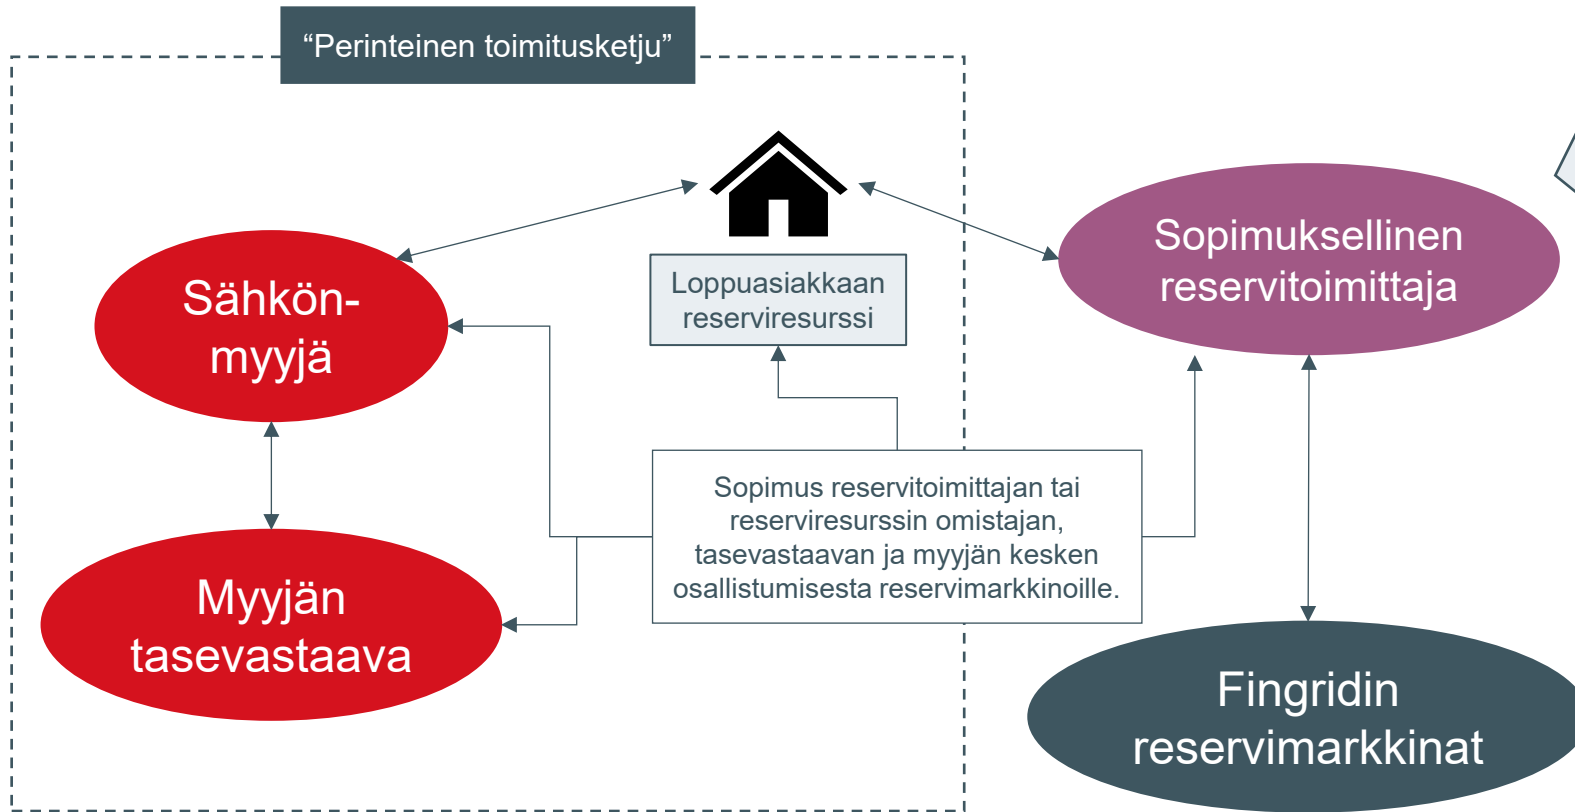 “Perinteinen toimitusketju”
Sähkön-
myyjä
Loppuasiakkaan
reserviresurssi
Sopimuksellinen
reservitoimittaja
Sopimus reservitoimittajan tai
reserviresurssin omistajan,
tasevastaavan ja myyjän kesken
osallistumisesta reservimarkkinoille.
Myyjän
tasevastaava
Fingridin
reservimarkkinat